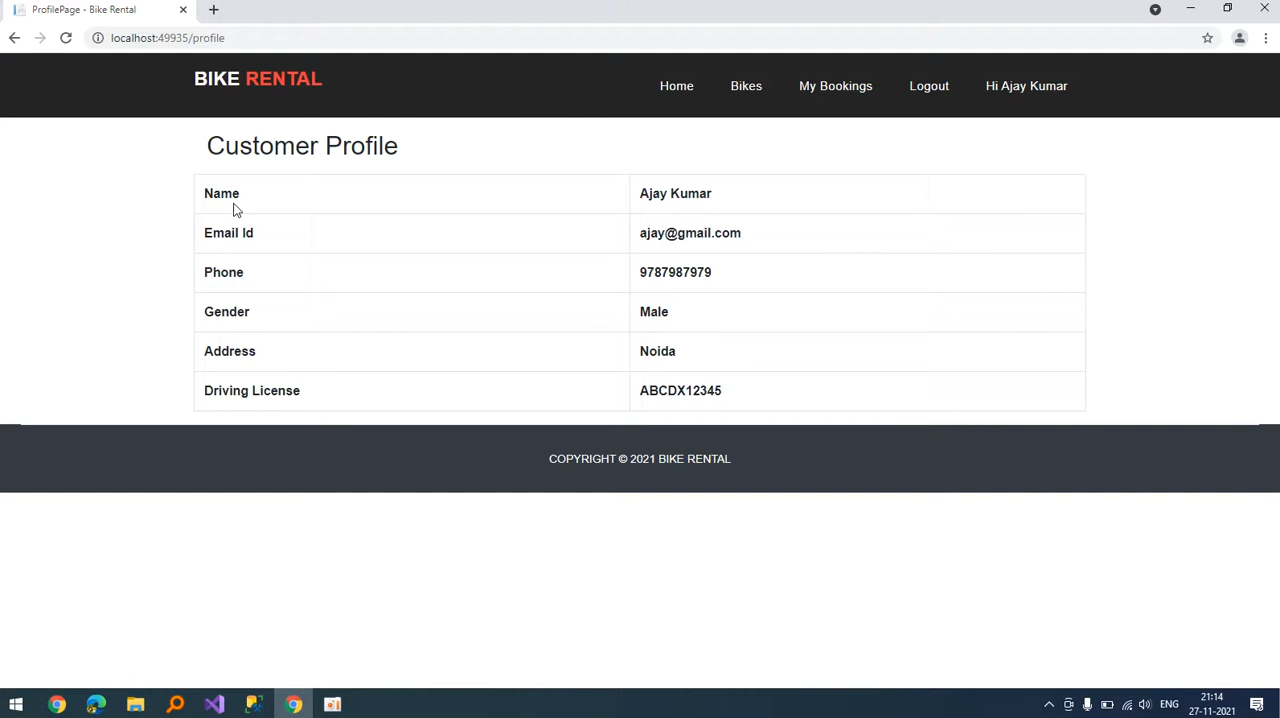 ProfilePage - Bike Rental
localhost:49935/profile
BIKE RENTAL
Home Bikes My Bookings Logout Hi Ajay Kumar
Customer Profile
Name Ajay Kumar
Email Id ajay@gmail.com
Phone 9787987979
Gender Male
Address Noida
Driving License ABCDX12345
COPYRIGHT © 2021 BIKE RENTAL
ENG
21:14
27-11-2021